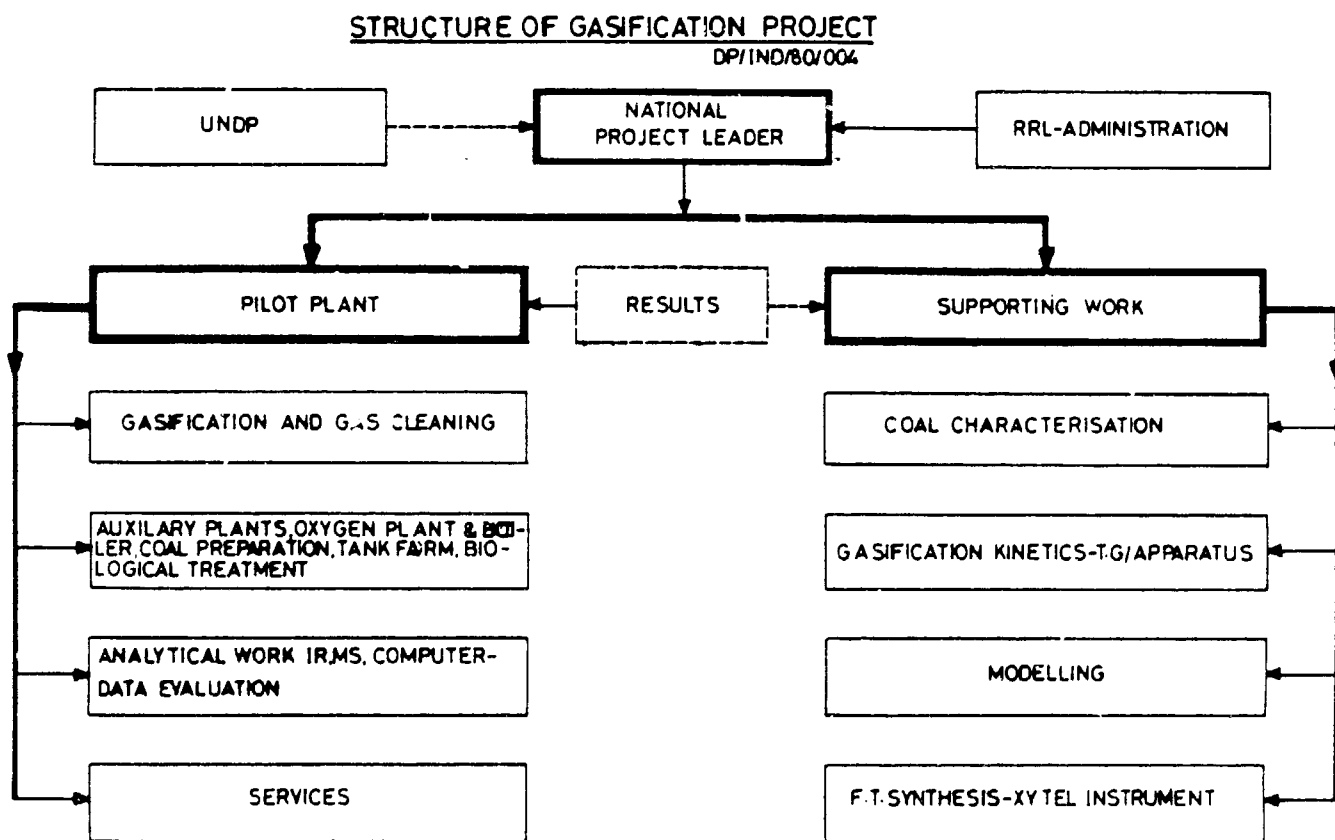 STRUCTURE OF GASIFICATION PROJECT
DP/IND/80/004
UNDP
NATIONAL
PROJECT LEADER
RRL-ADMINISTRATION
PILOT PLANT
RESULTS
SUPPORTING WORK
GASIFICATION AND GAS CLEANING
COAL CHARACTERISATION
AUXILARY PLANTS,OXYGEN PLANT & BOI-
LER,COAL PREPARATION,TANK FARM, BIO-
LOGICAL TREATMENT
GASIFICATION KINETICS-TG/APPARATUS
ANALYTICAL WORK IR,MS, COMPUTER-
DATA EVALUATION
MODELLING
SERVICES
F.T.SYNTHESIS-XYTEL INSTRUMENT